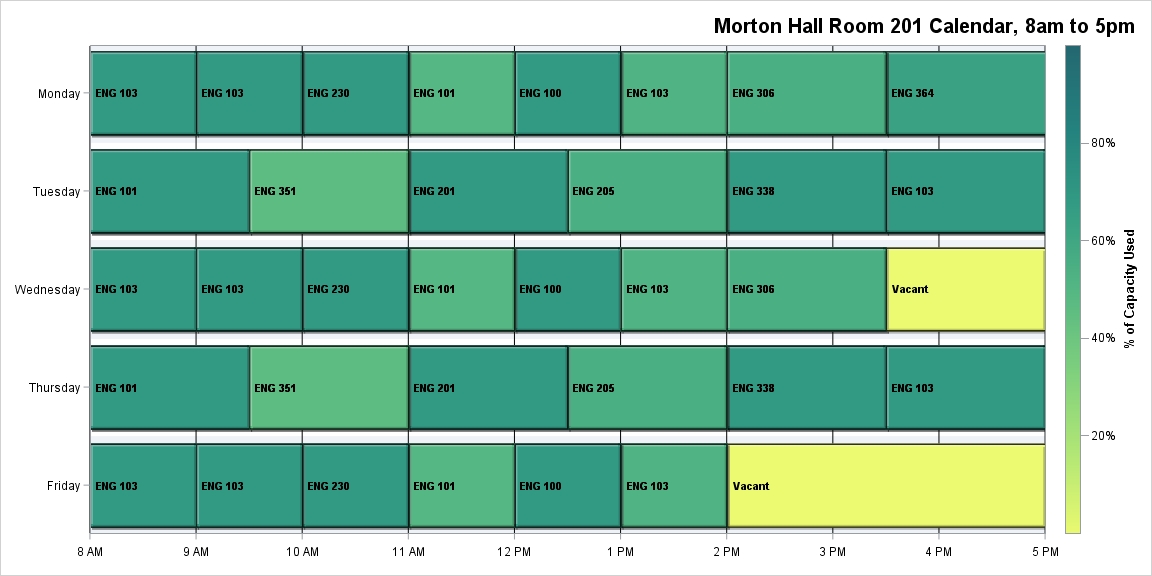 Morton Hall Room 201 Calendar, 8am to 5pm
Monday ENG 103 ENG 103 ENG 230 ENG 101 ENG 100 ENG 103 ENG 306 ENG 364
80%
Tuesday ENG 101 ENG 351 ENG 201 ENG 205 ENG 338 ENG 103
60%
% of Capacity Used
Wednesday ENG 103 ENG 103 ENG 230 ENG 101 ENG 100 ENG 103 ENG 306 Vacant
40%
Thursday ENG 101 ENG 351 ENG 201 ENG 205 ENG 338 ENG 103
20%
Friday ENG 103 ENG 103 ENG 230 ENG 101 ENG 100 ENG 103 Vacant
8 AM 9 AM 10 AM 11 AM 12 PM 1 PM 2 PM 3 PM 4 PM 5 PM